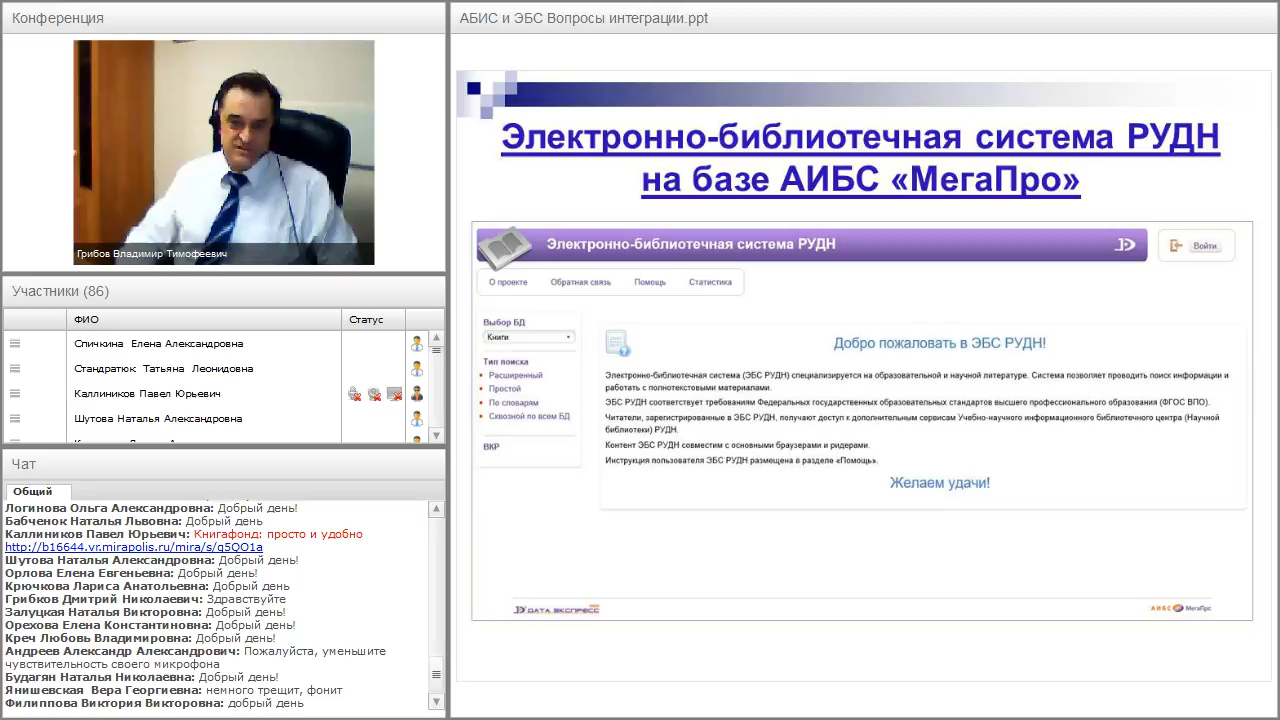 Конференция
Грибов Владимир Тимофеевич
Участники (86)
ФИО
Статус
Спичкина Елена Александровна
Стандратюк Татьяна Леонидовна
Каллиников Павел Юрьевич
Шутова Наталья Александровна
Чат
Общий
Логинова Ольга Александровна: Добрый день!
Бабченок Наталья Львовна: Добрый день
Каллиников Павел Юрьевич: Книгафонд: просто и удобно
http://b16644.vr.mirapolis.ru/mira/s/q5QO1a
Шутова Наталья Александровна: Добрый день!
Орлова Елена Евгеньевна: Добрый день!
Крючкова Лариса Анатольевна: Добрый день
Грибков Дмитрий Николаевич: Здравствуйте
Залуцкая Наталья Викторовна: Добрый день!
Орехова Елена Константиновна: Добрый день!
Креч Любовь Владимировна: Добрый день!
Андреев Александр Александрович: Пожалуйста, уменьшите
чувствительность своего микрофона
Будагян Наталья Николаевна: Добрый день!
Янишевская Вера Георгиевна: немного трещит, фонит
Филиппова Виктория Викторовна: добрый день
АБИС и ЭБС Вопросы интеграции.ppt
Электронно-библиотечная система РУДН
на базе АИБС «МегаПро»
Электронно-библиотечная система РУДН
Войти
О проекте
Обратная связь
Помощь
Статистика
Выбор БД
Книги
Тип поиска
Расширенный
Простой
По словарям
Сквозной по всем БД
ВКР
Добро пожаловать в ЭБС РУДН!
Электронно-библиотечная система (ЭБС РУДН) специализируется на образовательной и научной литературе. Система позволяет проводить поиск информации и
работать с полнотекстовыми материалами.
ЭБС РУДН соответствует требованиям Федеральных государственных образовательных стандартов высшего профессионального образования (ФГОС ВПО).
Читатели, зарегистрированные в ЭБС РУДН, получают доступ к дополнительным сервисам Учебно-научного информационного библиотечного центра (Научной
библиотеки) РУДН.
Контент ЭБС РУДН совместим с основными браузерами и ридерами.
Инструкция пользователя ЭБС РУДН размещена в разделе «Помощь».
Желаем удачи!
ДАТА ЭКСПРЕСС
АИБС МегаПро